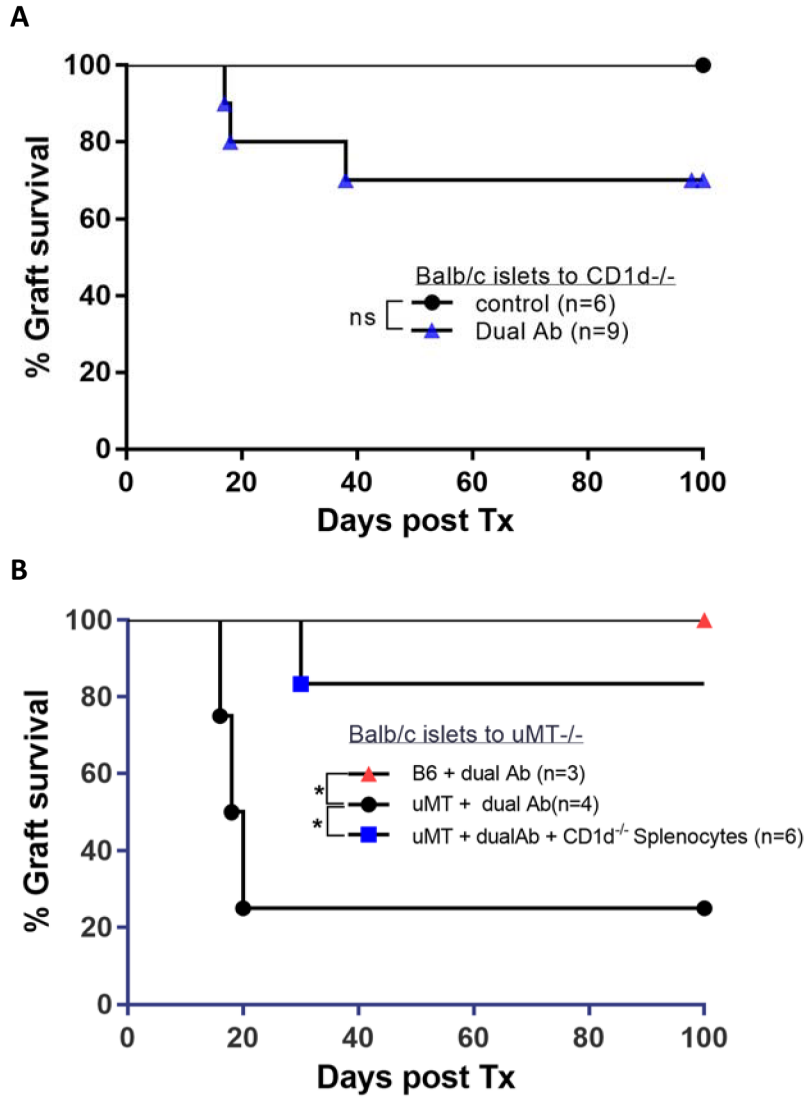 A
100
80
60
40
20
0
% Graft survival
Balb/c islets to CD1d-/-
control (n=6)
ns
Dual Ab (n=9)
0 20 40 60 80 100
Days post Tx
B
100
80
60
40
20
0
% Graft survival
Balb/c islets to uMT-/-
B6 + dual Ab (n=3)
*
uMT + dual Ab(n=4)
*
uMT + dualAb + CD1d-/- Splenocytes (n=6)
0 20 40 60 80 100
Days post Tx